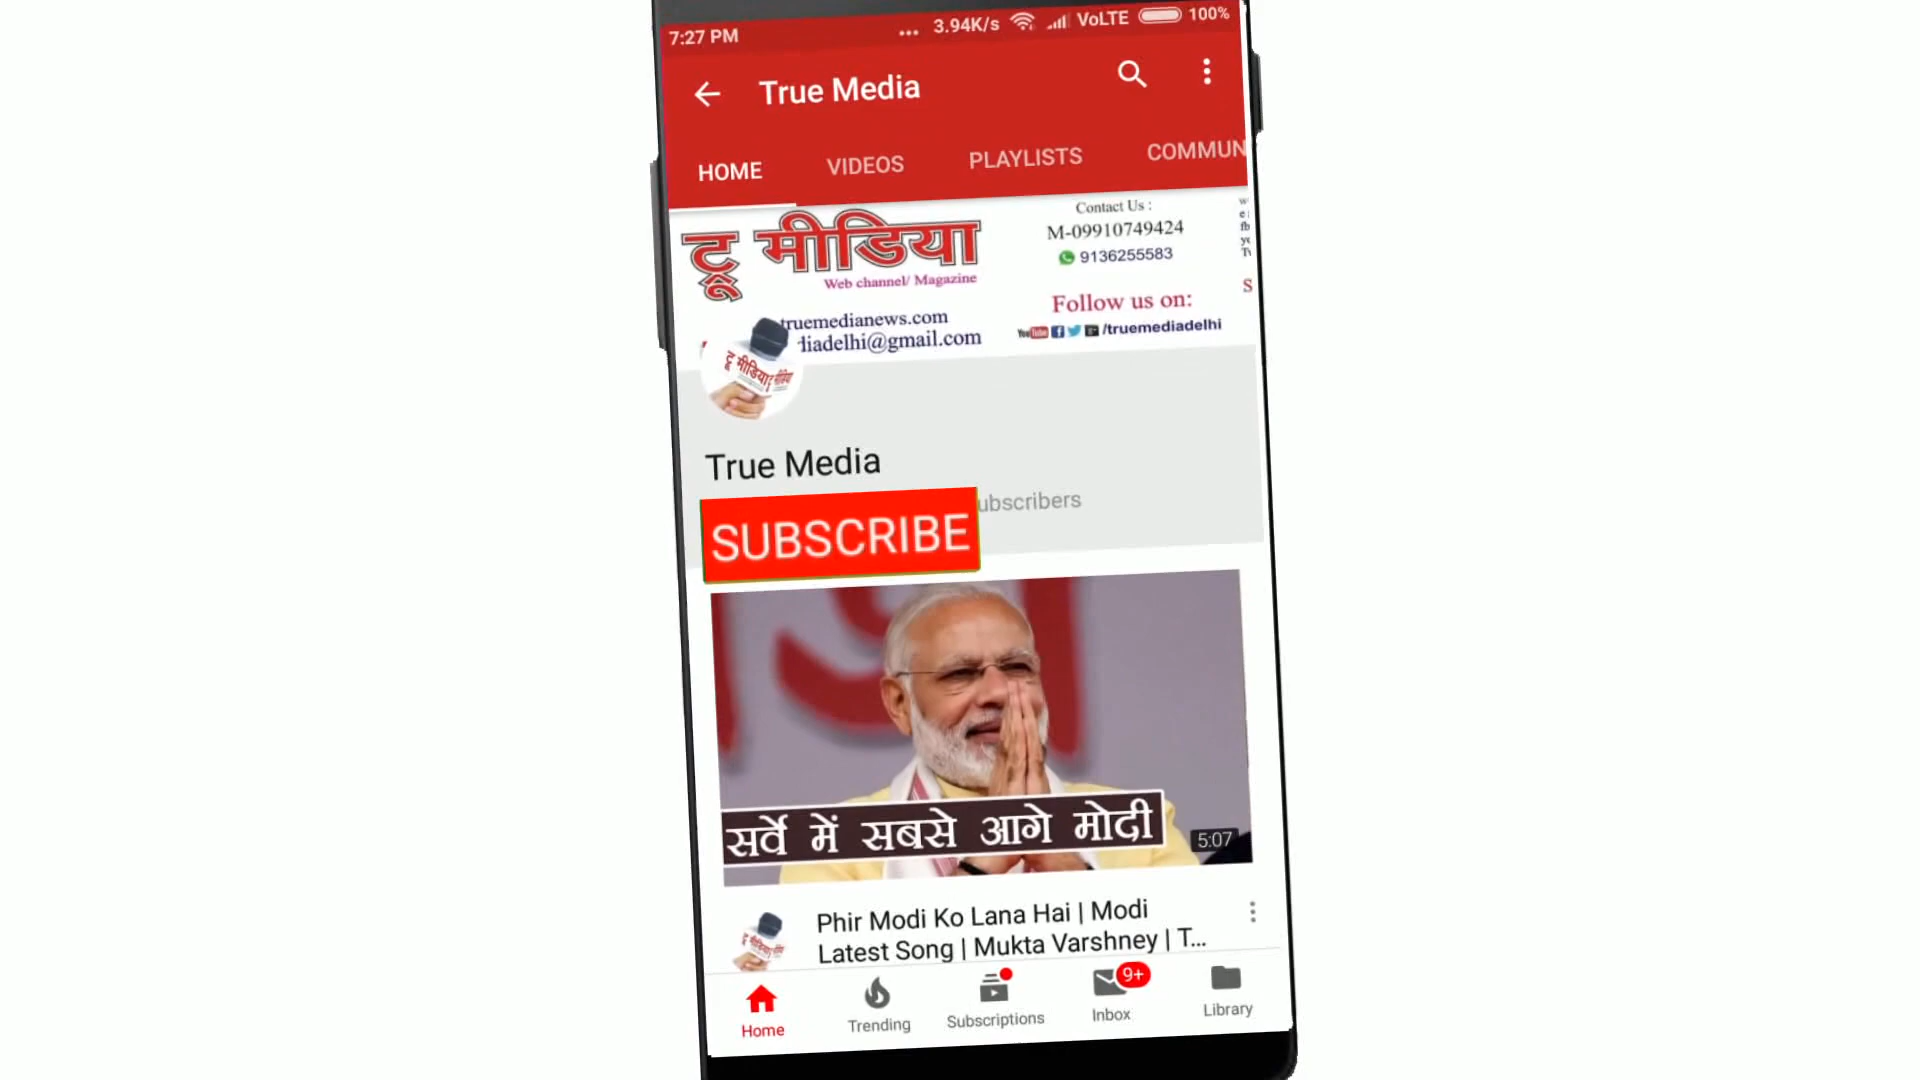 7:27 PM
3.94K/s
VoLTE
100%
True Media
HOME VIDEOS PLAYLISTS COMMUN
ट्रू मीडिया
Web channel/ Magazine
Contact Us :
M-09910749424
9136255583
Follow us on:
YouTube /truemediadelhi
truemedianews.com
diadelhi@gmail.com
ट्रू मीडिया
True Media
ubscribers
SUBSCRIBE
सर्वे में सबसे आगे मोदी
5:07
Phir Modi Ko Lana Hai | Modi
Latest Song | Mukta Varshney | T...
9+
Home Trending Subscriptions Inbox Library